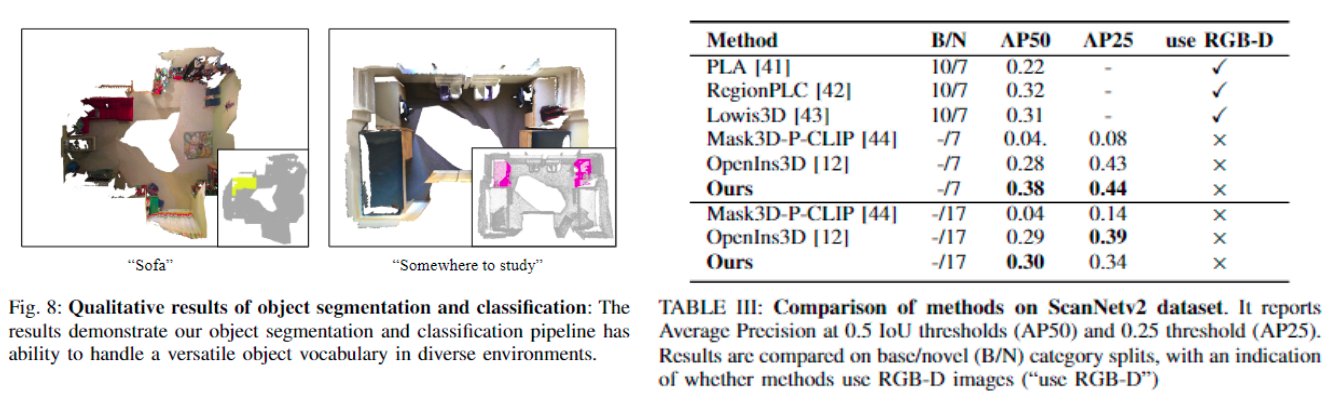 “Sofa”
“Somewhere to study”
Fig. 8: Qualitative results of object segmentation and classification: The
results demonstrate our object segmentation and classification pipeline has
ability to handle a versatile object vocabulary in diverse environments.
Method B/N AP50 AP25 use RGB-D
PLA [41] 10/7 0.22 - ✓
RegionPLC [42] 10/7 0.32 - ✓
Lowis3D [43] 10/7 0.31 - ✓
Mask3D-P-CLIP [44] -/7 0.04. 0.08 ×
OpenIns3D [12] -/7 0.28 0.43 ×
Ours -/7 0.38 0.44 ×
Mask3D-P-CLIP [44] -/17 0.04 0.14 ×
OpenIns3D [12] -/17 0.29 0.39 ×
Ours -/17 0.30 0.34 ×
TABLE III: Comparison of methods on ScanNetv2 dataset. It reports
Average Precision at 0.5 IoU thresholds (AP50) and 0.25 threshold (AP25).
Results are compared on base/novel (B/N) category splits, with an indication
of whether methods use RGB-D images (“use RGB-D”)